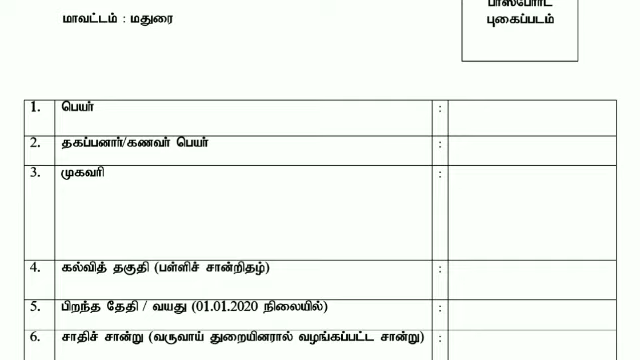 பாஸ்போர்ட்
மாவட்டம் : மதுரை
புகைப்படம்
1. பெயர் :
2. தகப்பனார்/கணவர் பெயர் :
3. முகவரி :
4. கல்வித் தகுதி (பள்ளிச் சான்றிதழ்) :
5. பிறந்த தேதி / வயது (01.01.2020 நிலையில்) :
6. சாதிச் சான்று (வருவாய் துறையினரால் வழங்கப்பட்ட சான்று) :